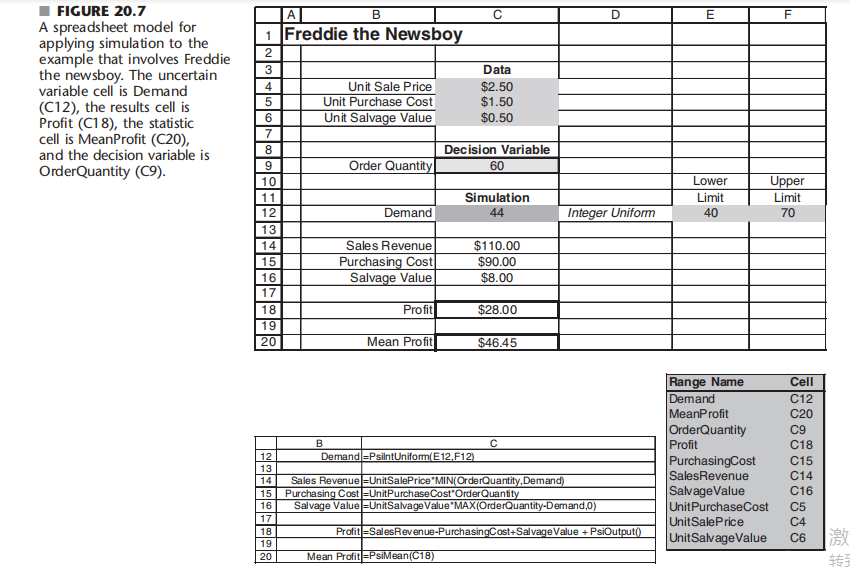 FIGURE 20.7
A spreadsheet model for
applying simulation to the
example that involves Freddie
the newsboy. The uncertain
variable cell is Demand
(C12), the results cell is
Profit (C18), the statistic
cell is MeanProfit (C20),
and the decision variable is
OrderQuantity (C9).
A B C D E F
1 Freddie the Newsboy
2
3 Data
4 Unit Sale Price $2.50
5 Unit Purchase Cost $1.50
6 Unit Salvage Value $0.50
7
8 Decision Variable
9 Order Quantity 60
10 Lower Upper
11 Simulation Limit Limit
12 Demand 44 Integer Uniform 40 70
13
14 Sales Revenue $110.00
15 Purchasing Cost $90.00
16 Salvage Value $8.00
17
18 Profit $28.00
19
20 Mean Profit $46.45
Range Name Cell
Demand C12
MeanProfit C20
OrderQuantity C9
Profit C18
PurchasingCost C15
SalesRevenue C14
SalvageValue C16
UnitPurchaseCost C5
UnitSalePrice C4
UnitSalvageValue C6
B C
12 Demand =PsiIntUniform(E12,F12)
13
14 Sales Revenue =UnitSalePrice*MIN(OrderQuantity,Demand)
15 Purchasing Cost =UnitPurchaseCost*OrderQuantity
16 Salvage Value =UnitSalvageValue*MAX(OrderQuantity-Demand,0)
17
18 Profit =SalesRevenue-PurchasingCost+SalvageValue + PsiOutput()
19
20 Mean Profit =PsiMean(C18)
激
转到